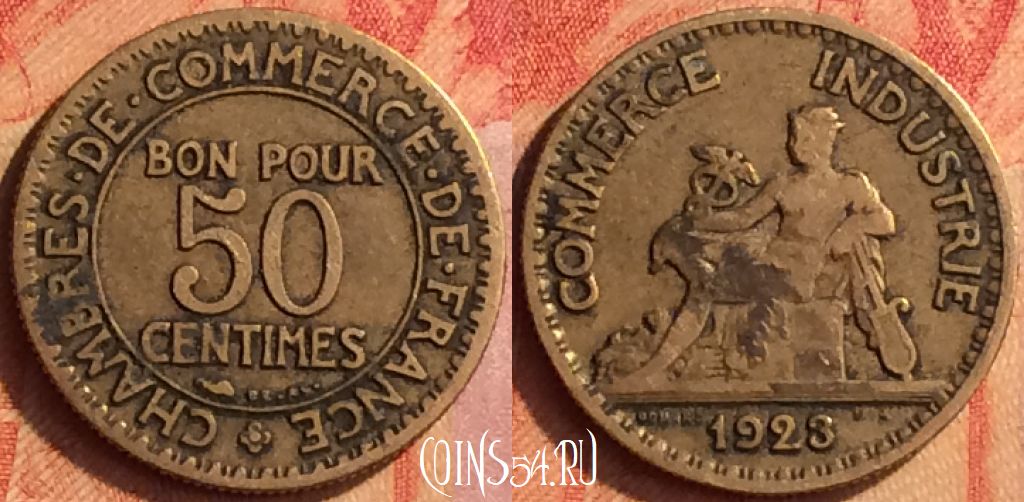 CHAMBRES·DE·COMMERCE·DE·FRANCE
BON POUR
50
CENTIMES
COMMERCE INDUSTRIE
1923
COINS54.RU